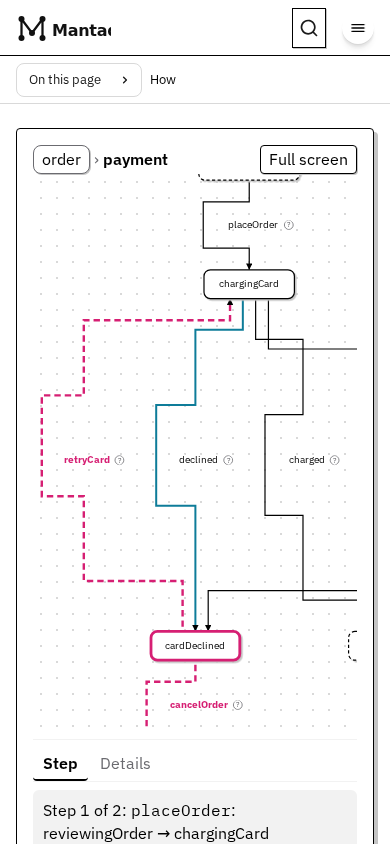 On this page › How
order › payment Full screen
placeOrder ?
chargingCard
retryCard ? declined ? charged ?
cardDeclined
cancelOrder ?
Step Details
Step 1 of 2: placeOrder:
reviewingOrder → chargingCard